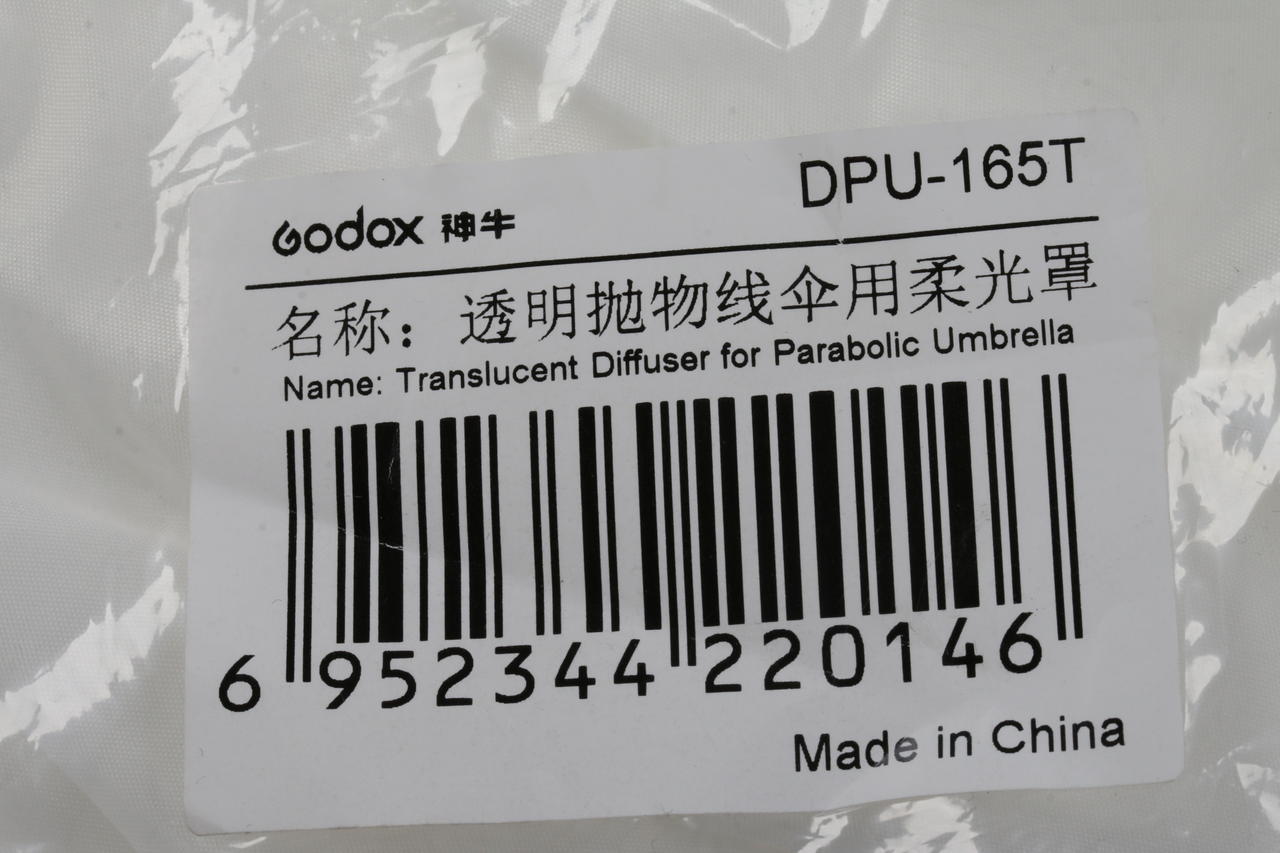 DPU-165T
Godox 神牛
名称：透明抛物线伞用柔光罩
Name: Translucent Diffuser for Parabolic Umbrella
6 952344 220146
Made in China